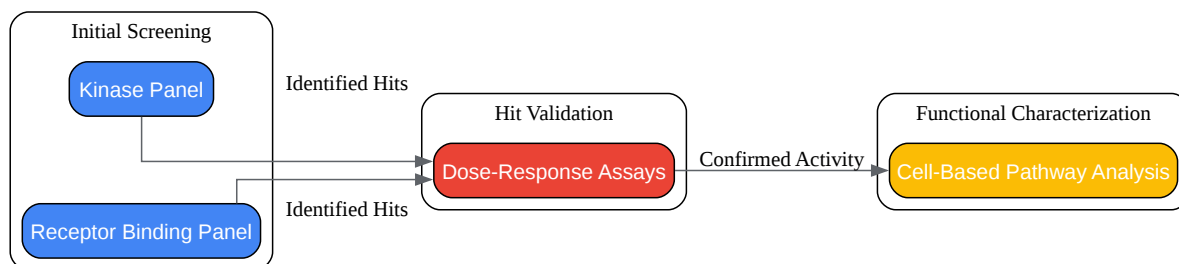 Initial Screening
Kinase Panel
Receptor Binding Panel
Identified Hits
Identified Hits
Hit Validation
Dose-Response Assays
Confirmed Activity
Functional Characterization
Cell-Based Pathway Analysis